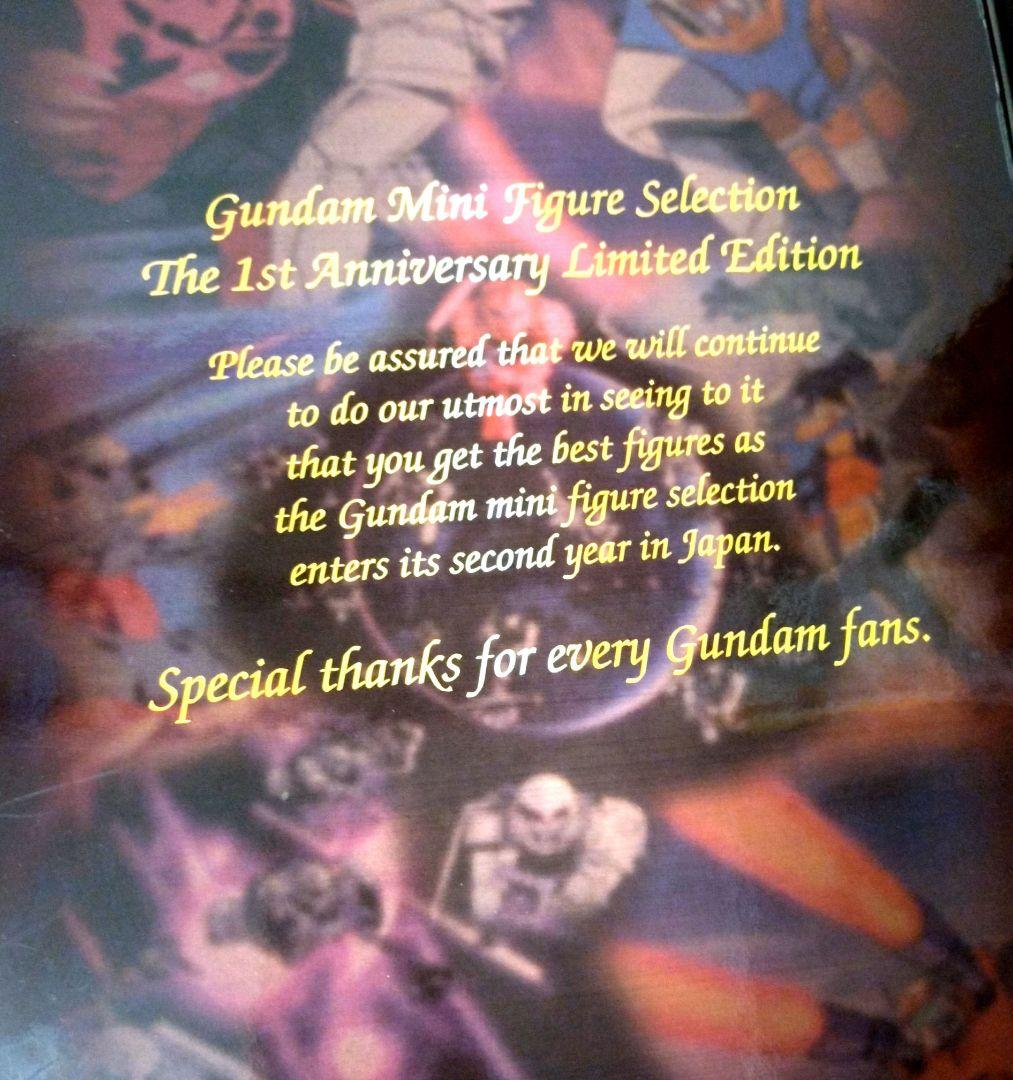 Gundam Mini Figure Selection
The 1st Anniversary Limited Edition
Please be assured that we will continue
to do our utmost in seeing to it
that you get the best figures as
the Gundam mini figure selection
enters its second year in Japan.
Special thanks for every Gundam fans.